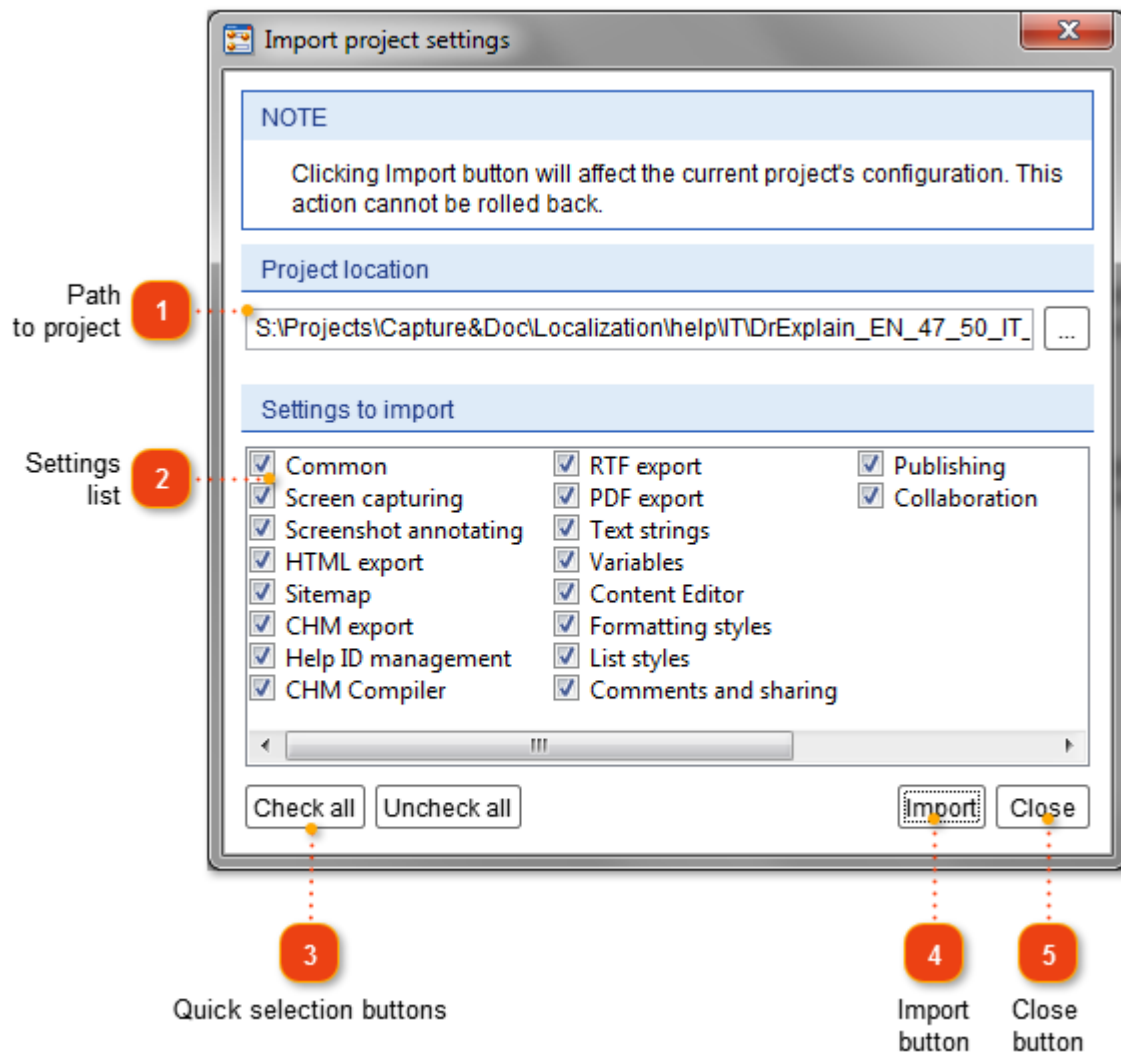 Import project settings
x
NOTE
Clicking Import button will affect the current project's configuration. This
action cannot be rolled back.
Project location
Path
to project
1
S:\Projects\Capture&Doc\Localization\help\IT\DrExplain_EN_47_50_IT_
...
Settings to import
Settings
list
2
Common
Screen capturing
Screenshot annotating
HTML export
Sitemap
CHM export
Help ID management
CHM Compiler
RTF export
PDF export
Text strings
Variables
Content Editor
Formatting styles
List styles
Comments and sharing
Publishing
Collaboration
Check all
Uncheck all
Import
Close
3
Quick selection buttons
4
Import
button
5
Close
button